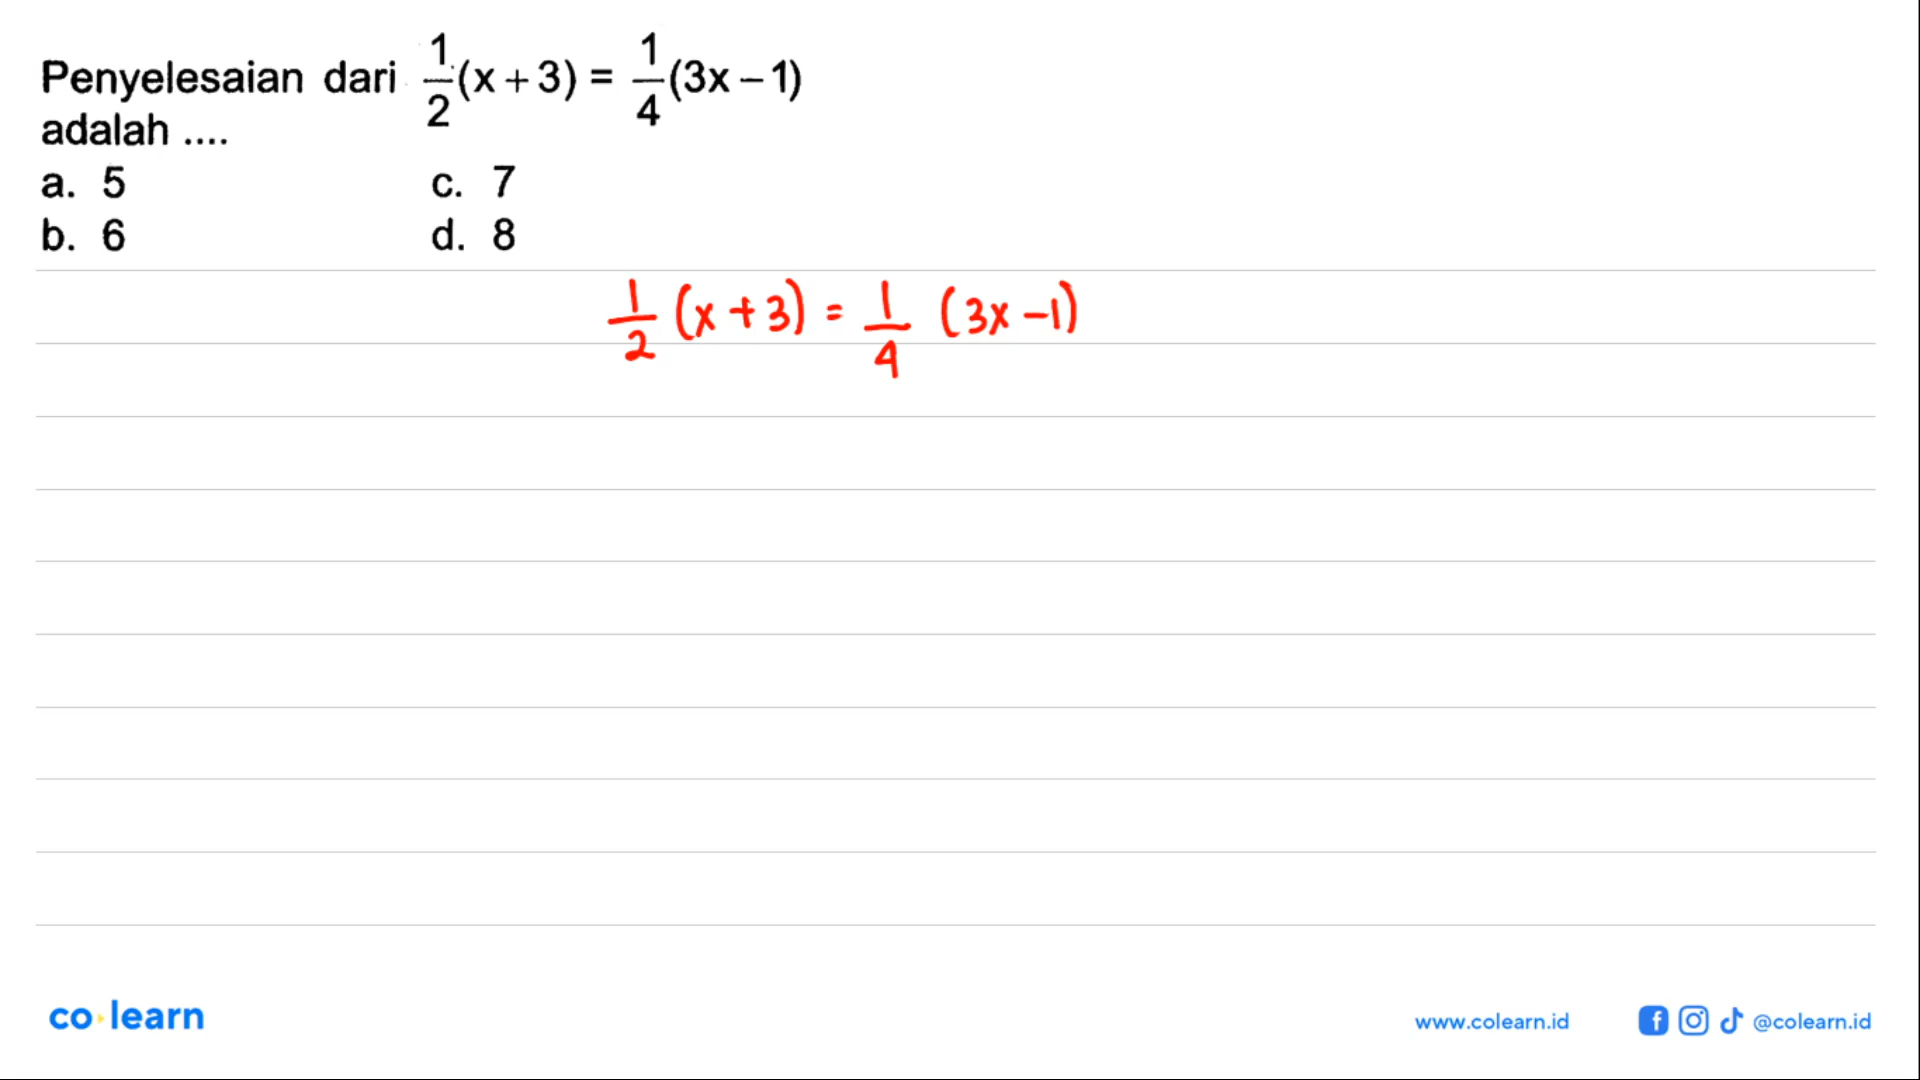 Penyelesaian dari 1/2(x + 3) = 1/4(3x – 1)
adalah ....
a. 5 c. 7
b. 6 d. 8
1/2 (x + 3) = 1/4 (3x – 1)
co learn www.colearn.id @colearn.id